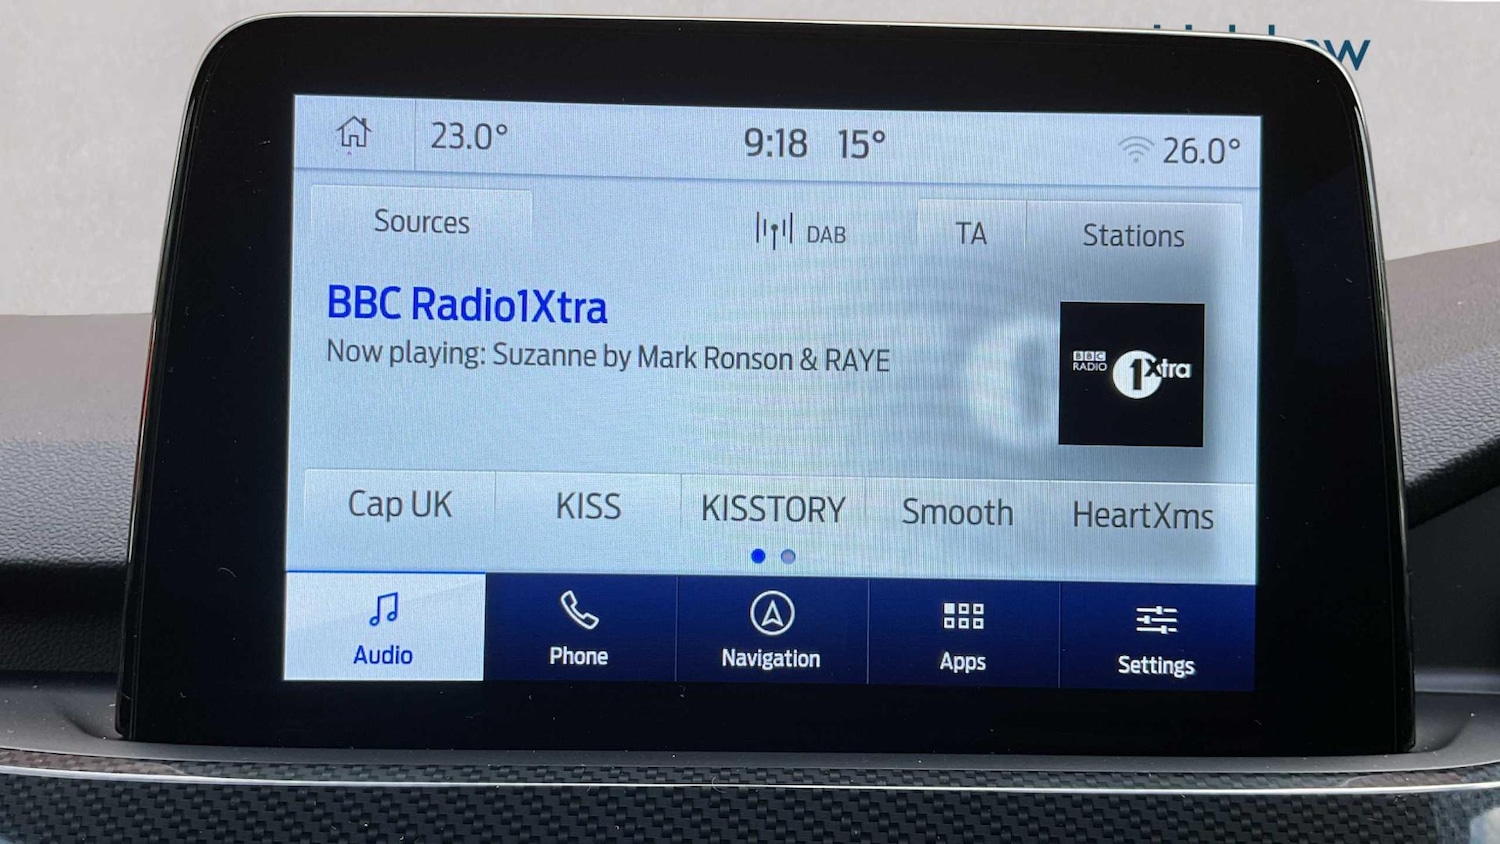 23.0° 9:18 15° 26.0°
Sources DAB TA Stations
BBC Radio1Xtra
Now playing: Suzanne by Mark Ronson & RAYE
BBC
RADIO 1Xtra
Cap UK KISS KISSTORY Smooth HeartXms
Audio Phone Navigation Apps Settings